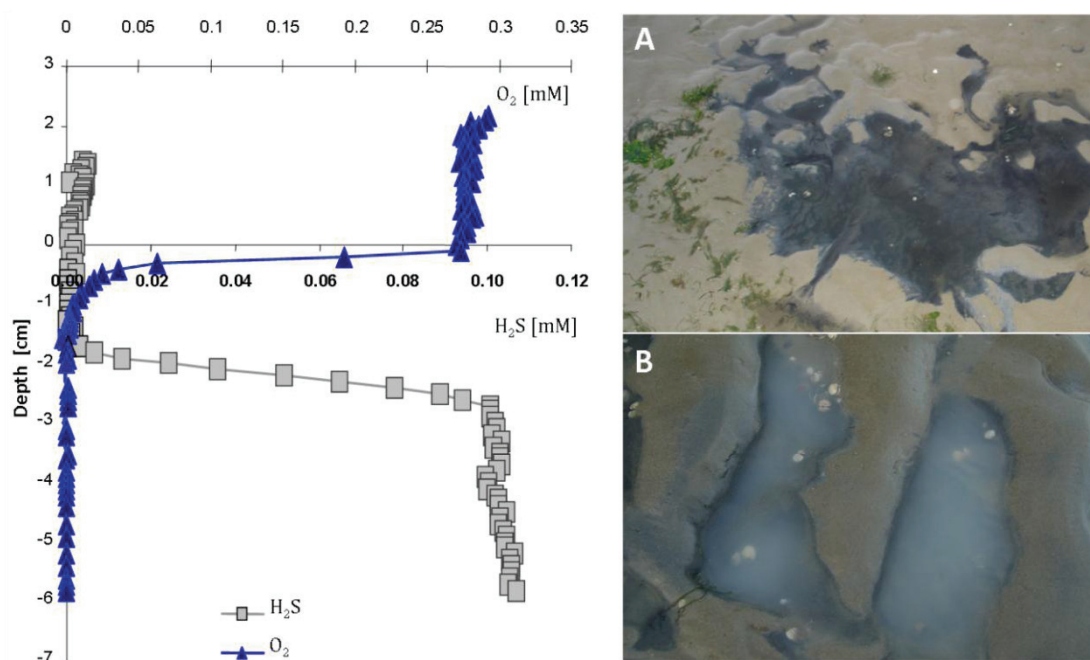 0 0.05 0.1 0.15 0.2 0.25 0.3 0.35
3
O₂ [mM]
2
1
0
0.00 0.02 0.04 0.06 0.08 0.10 0.12
-1
H₂S [mM]
-2
Depth [cm]
-3
-4
-5
-6
H₂S
O₂
-7
A
B